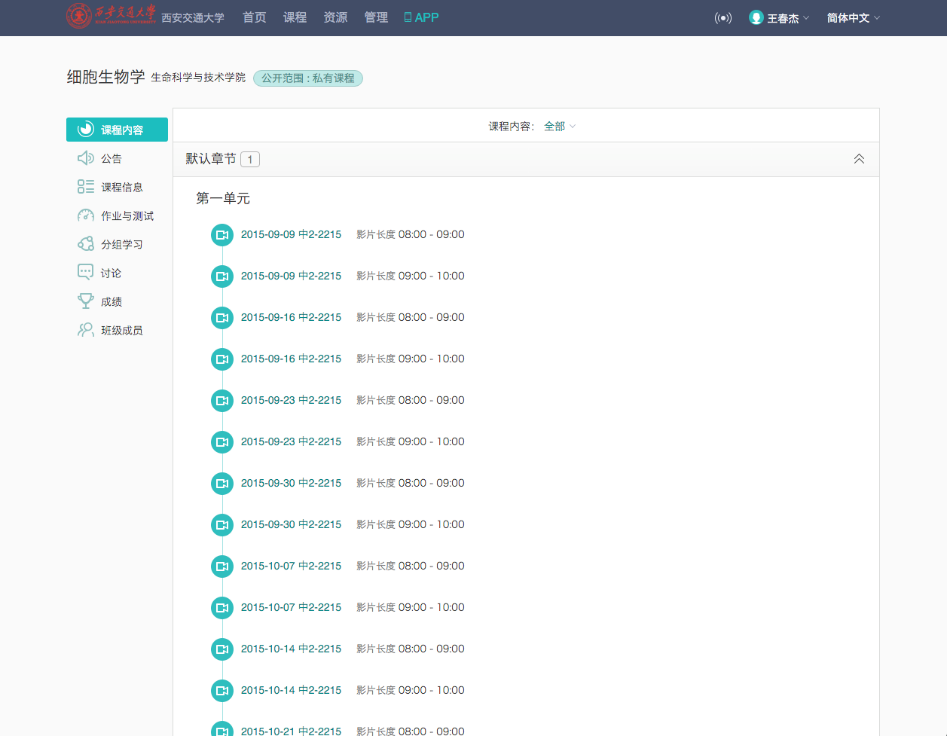 西安交通大学 西安交通大学 首页 课程 资源 管理 APP 王春杰 简体中文
细胞生物学 生命科学与技术学院 公开范围 : 私有课程
课程内容
公告
课程信息
作业与测试
分组学习
讨论
成绩
班级成员
课程内容: 全部
默认章节 1
第一单元
2015-09-09 中2-2215 影片长度 08:00 - 09:00
2015-09-09 中2-2215 影片长度 09:00 - 10:00
2015-09-16 中2-2215 影片长度 08:00 - 09:00
2015-09-16 中2-2215 影片长度 09:00 - 10:00
2015-09-23 中2-2215 影片长度 08:00 - 09:00
2015-09-23 中2-2215 影片长度 09:00 - 10:00
2015-09-30 中2-2215 影片长度 08:00 - 09:00
2015-09-30 中2-2215 影片长度 09:00 - 10:00
2015-10-07 中2-2215 影片长度 08:00 - 09:00
2015-10-07 中2-2215 影片长度 09:00 - 10:00
2015-10-14 中2-2215 影片长度 08:00 - 09:00
2015-10-14 中2-2215 影片长度 09:00 - 10:00
2015-10-21 中2-2215 影片长度 08:00 - 09:00